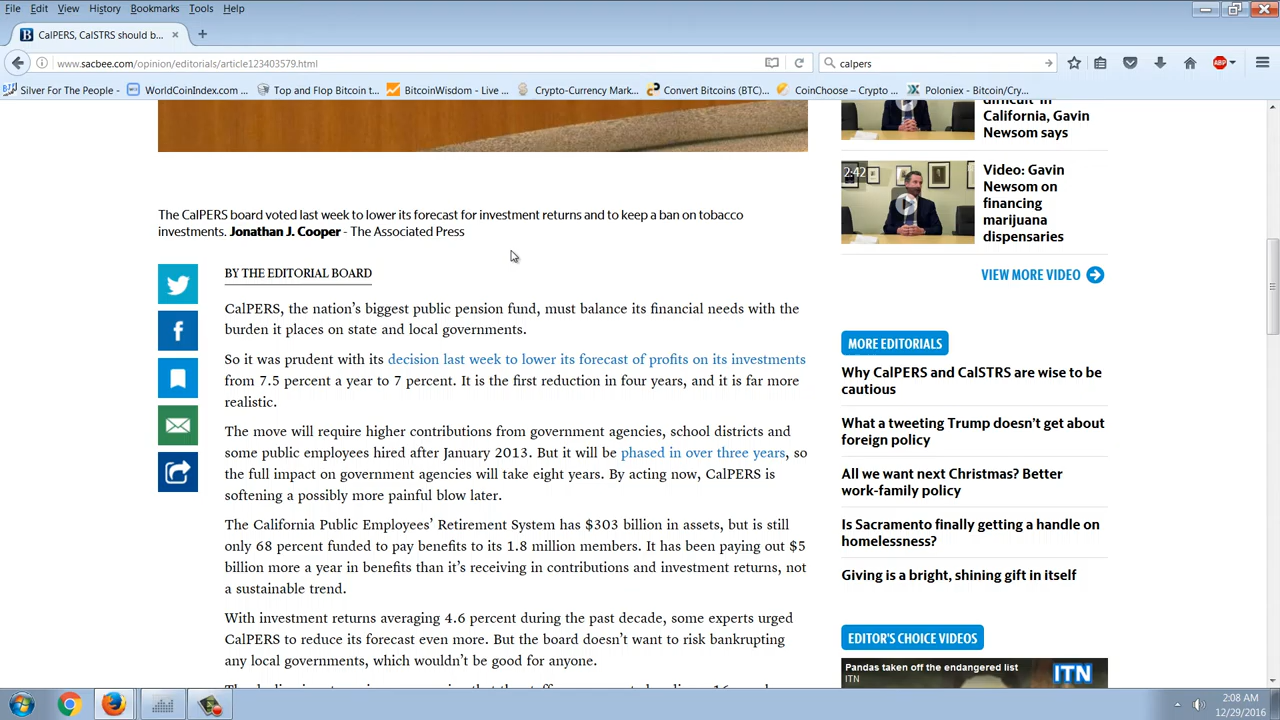 File Edit View History Bookmarks Tools Help
CalPERS, CalSTRS should b...
www.sacbee.com/opinion/editorials/article123403579.html
calpers
ABP
Silver For The People - WorldCoinIndex.com ... Top and Flop Bitcoin t... BitcoinWisdom - Live ... Crypto-Currency Mark... Convert Bitcoins (BTC)... CoinChoose – Crypto ... Poloniex - Bitcoin/Cry...
The CalPERS board voted last week to lower its forecast for investment returns and to keep a ban on tobacco
investments. Jonathan J. Cooper - The Associated Press
BY THE EDITORIAL BOARD
CalPERS, the nation's biggest public pension fund, must balance its financial needs with the
burden it places on state and local governments.
So it was prudent with its decision last week to lower its forecast of profits on its investments
from 7.5 percent a year to 7 percent. It is the first reduction in four years, and it is far more
realistic.
The move will require higher contributions from government agencies, school districts and
some public employees hired after January 2013. But it will be phased in over three years, so
the full impact on government agencies will take eight years. By acting now, CalPERS is
softening a possibly more painful blow later.
The California Public Employees' Retirement System has $303 billion in assets, but is still
only 68 percent funded to pay benefits to its 1.8 million members. It has been paying out $5
billion more a year in benefits than it's receiving in contributions and investment returns, not
a sustainable trend.
With investment returns averaging 4.6 percent during the past decade, some experts urged
CalPERS to reduce its forecast even more. But the board doesn't want to risk bankrupting
any local governments, which wouldn't be good for anyone.
difficult' in
California, Gavin
Newsom says
2:42
Video: Gavin
Newsom on
financing
marijuana
dispensaries
VIEW MORE VIDEO
MORE EDITORIALS
Why CalPERS and CalSTRS are wise to be
cautious
What a tweeting Trump doesn't get about
foreign policy
All we want next Christmas? Better
work-family policy
Is Sacramento finally getting a handle on
homelessness?
Giving is a bright, shining gift in itself
EDITOR'S CHOICE VIDEOS
Pandas taken off the endangered list
ITN
ITN
2:08 AM
12/29/2016